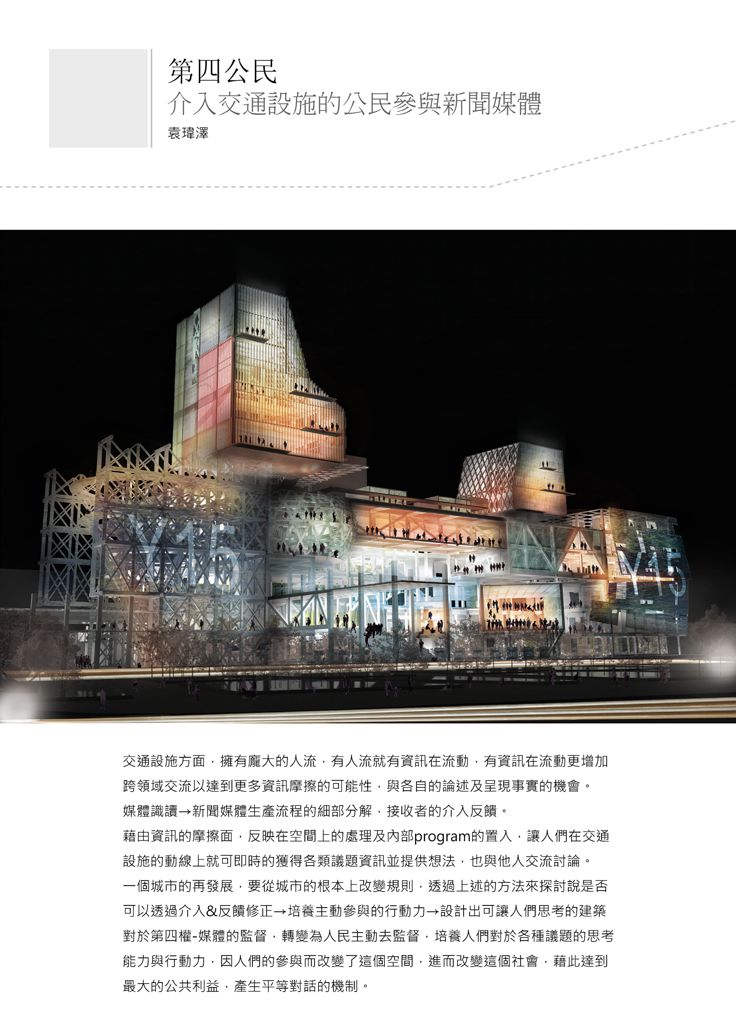 第四公民
介入交通設施的公民參與新聞媒體
袁瑋澤
Y15
Y15
交通設施方面，擁有龐大的人流，有人流就有資訊在流動，有資訊在流動更增加
跨領域交流以達到更多資訊摩擦的可能性，與各自的論述及呈現事實的機會。
媒體識讀→新聞媒體生產流程的細部分解，接收者的介入反饋。
藉由資訊的摩擦面，反映在空間上的處理及內部program的置入，讓人們在交通
設施的動線上就可即時的獲得各類議題資訊並提供想法，也與他人交流討論。
一個城市的再發展，要從城市的根本上改變規則，透過上述的方法來探討說是否
可以透過介入&反饋修正→培養主動參與的行動力→設計出可讓人們思考的建築
對於第四權-媒體的監督，轉變為人民主動去監督，培養人們對於各種議題的思考
能力與行動力，因人們的參與而改變了這個空間，進而改變這個社會，藉此達到
最大的公共利益，產生平等對話的機制。